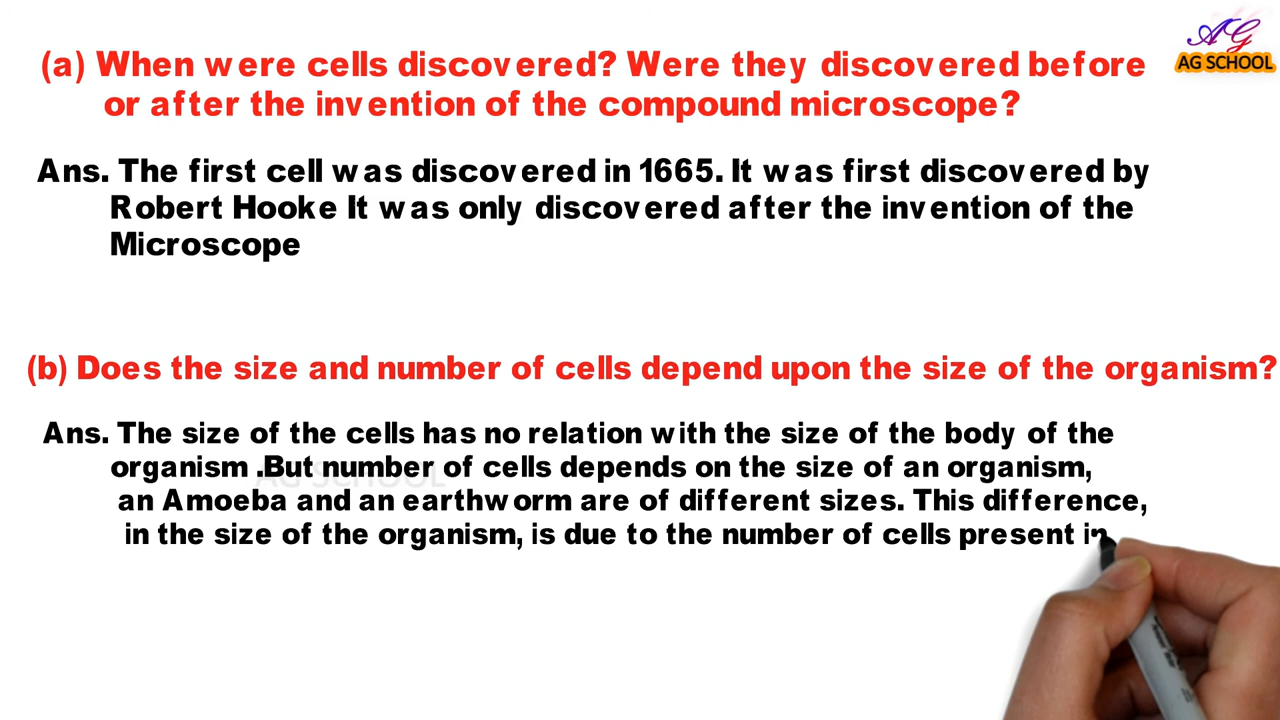 AG
AG SCHOOL
(a) When were cells discovered? Were they discovered before
or after the invention of the compound microscope?
Ans. The first cell was discovered in 1665. It was first discovered by
Robert Hooke It was only discovered after the invention of the
Microscope
(b) Does the size and number of cells depend upon the size of the organism?
Ans. The size of the cells has no relation with the size of the body of the
organism .But number of cells depends on the size of an organism,
AG SCHOOL
an Amoeba and an earthworm are of different sizes. This difference,
in the size of the organism, is due to the number of cells present in